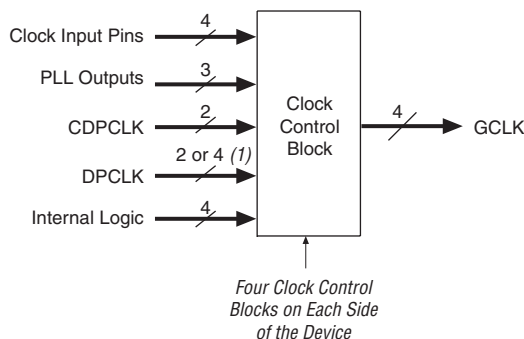 4
Clock Input Pins
3
PLL Outputs
2
CDPCLK
2 or 4 (1)
DPCLK
4
Internal Logic
Clock
Control
Block
4
GCLK
Four Clock Control
Blocks on Each Side
of the Device